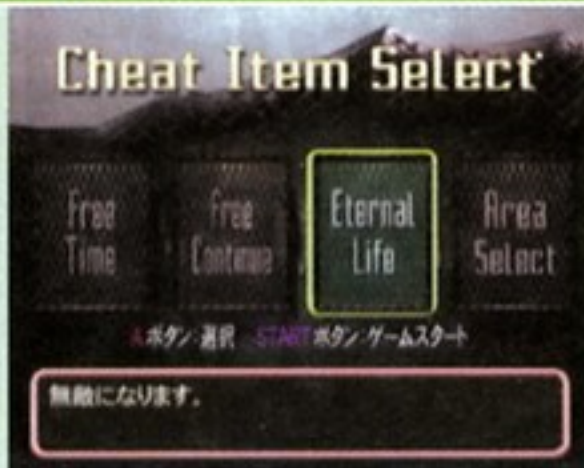 Cheat Item Select
Free Time
Free Continue
Eternal Life
Area Select
Aボタン:選択 STARTボタン:ゲームスタート
無敵になります。